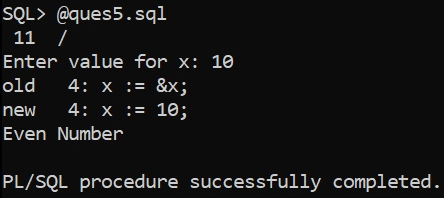 SQL> @ques5.sql
 11  /
Enter value for x: 10
old   4: x := &x;
new   4: x := 10;
Even Number

PL/SQL procedure successfully completed.